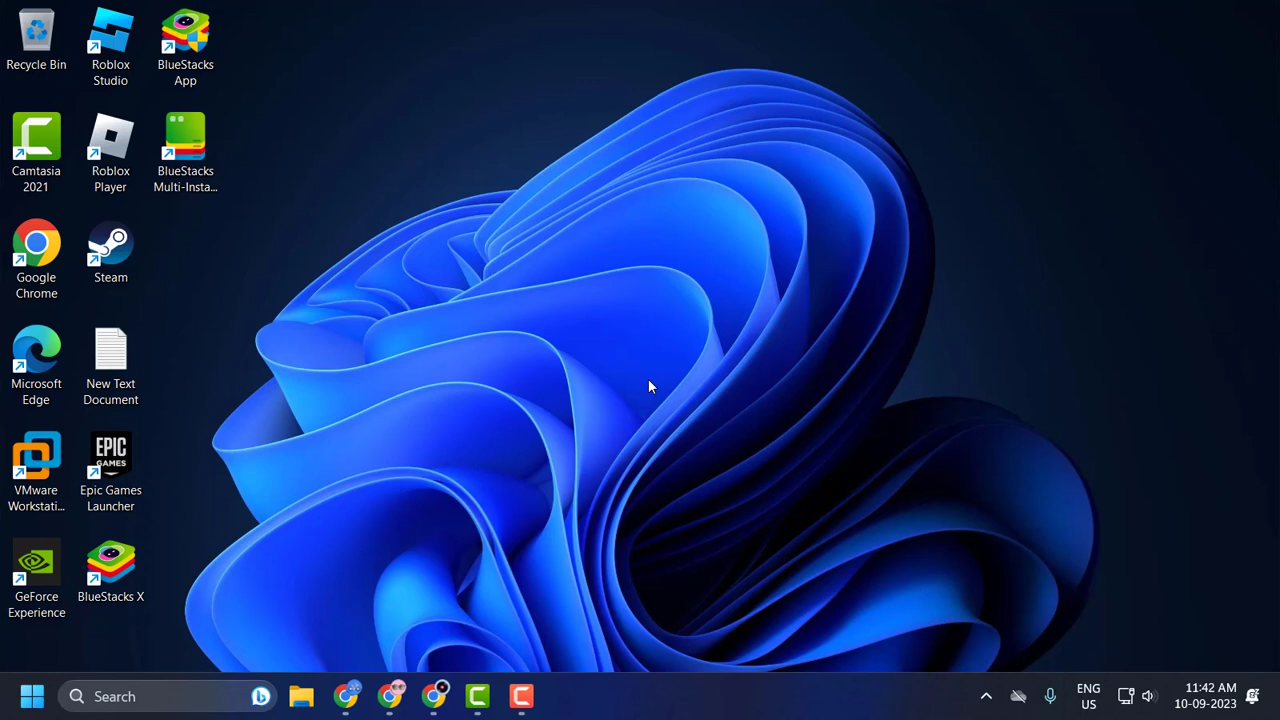 Recycle Bin
Roblox
Studio
BlueStacks
App
Camtasia
2021
Roblox
Player
BlueStacks
Multi-Insta...
Google
Chrome
Steam
Microsoft
Edge
New Text
Document
VMware
Workstati...
EPIC
GAMES
Epic Games
Launcher
GeForce
Experience
BlueStacks X
Search
ENG
US
11:42 AM
10-09-2023